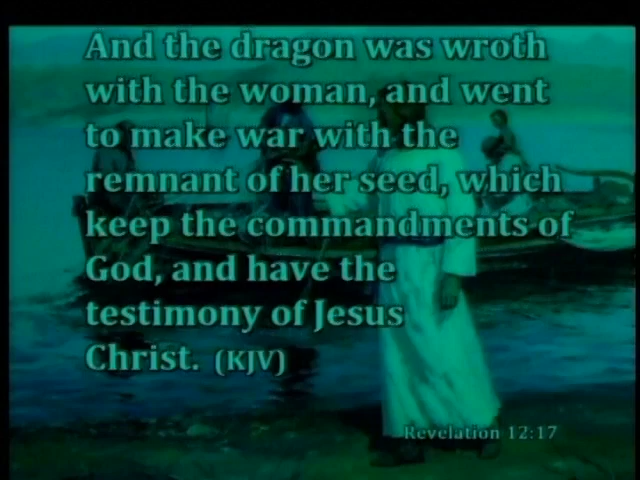 And the dragon was wroth
with the woman, and went
to make war with the
remnant of her seed, which
keep the commandments of
God, and have the
testimony of Jesus
Christ. (KJV)
Revelation 12:17